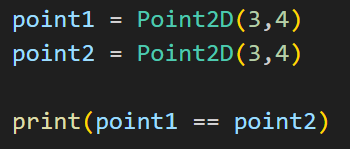 point1 = Point2D(3,4)
point2 = Point2D(3,4)
print(point1 == point2)